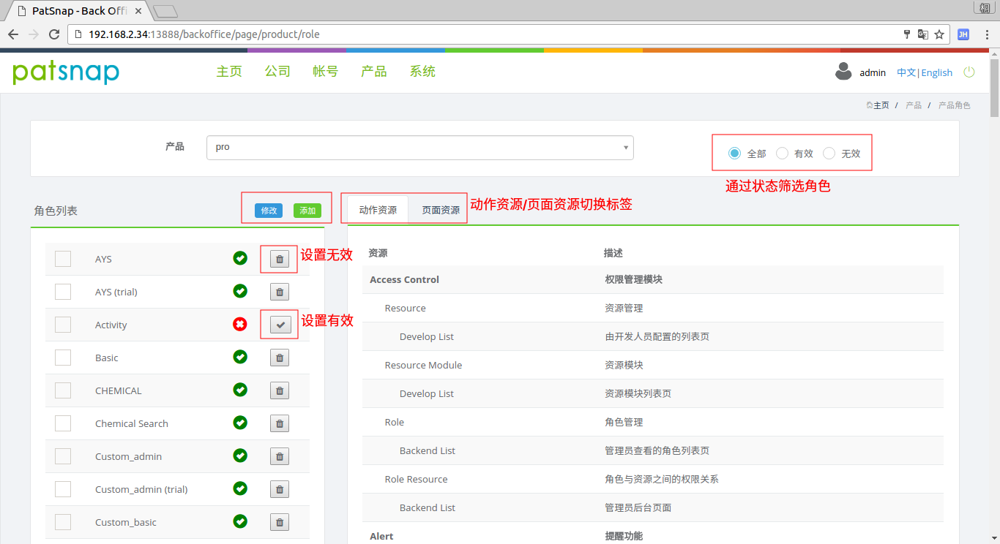 PatSnap - Back Offi
192.168.2.34:13888/backoffice/page/product/role
JH
patsnap
主页 公司 帐号 产品 系统
admin 中文|English
主页 / 产品 / 产品角色
产品 pro
全部 有效 无效
通过状态筛选角色
角色列表 修改 添加
动作资源 页面资源
动作资源/页面资源切换标签
AYS
设置无效
AYS (trial)
Activity
设置有效
Basic
CHEMICAL
Chemical Search
Custom_admin
Custom_admin (trial)
Custom_basic
资源 描述
Access Control 权限管理模块
Resource 资源管理
Develop List 由开发人员配置的列表页
Resource Module 资源模块
Develop List 资源模块列表页
Role 角色管理
Backend List 管理员查看的角色列表页
Role Resource 角色与资源之间的权限关系
Backend List 管理员后台页面
Alert 提醒功能